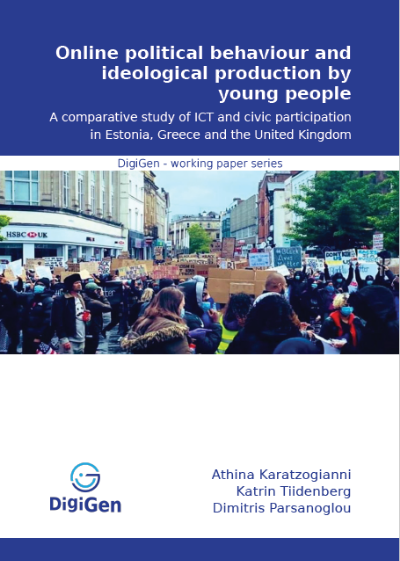 Online political behaviour and
ideological production by
young people
A comparative study of ICT and civic participation
in Estonia, Greece and the United Kingdom
DigiGen - working paper series
HSBC UK
Athina Karatzogianni
Katrin Tiidenberg
Dimitris Parsanoglou
DigiGen